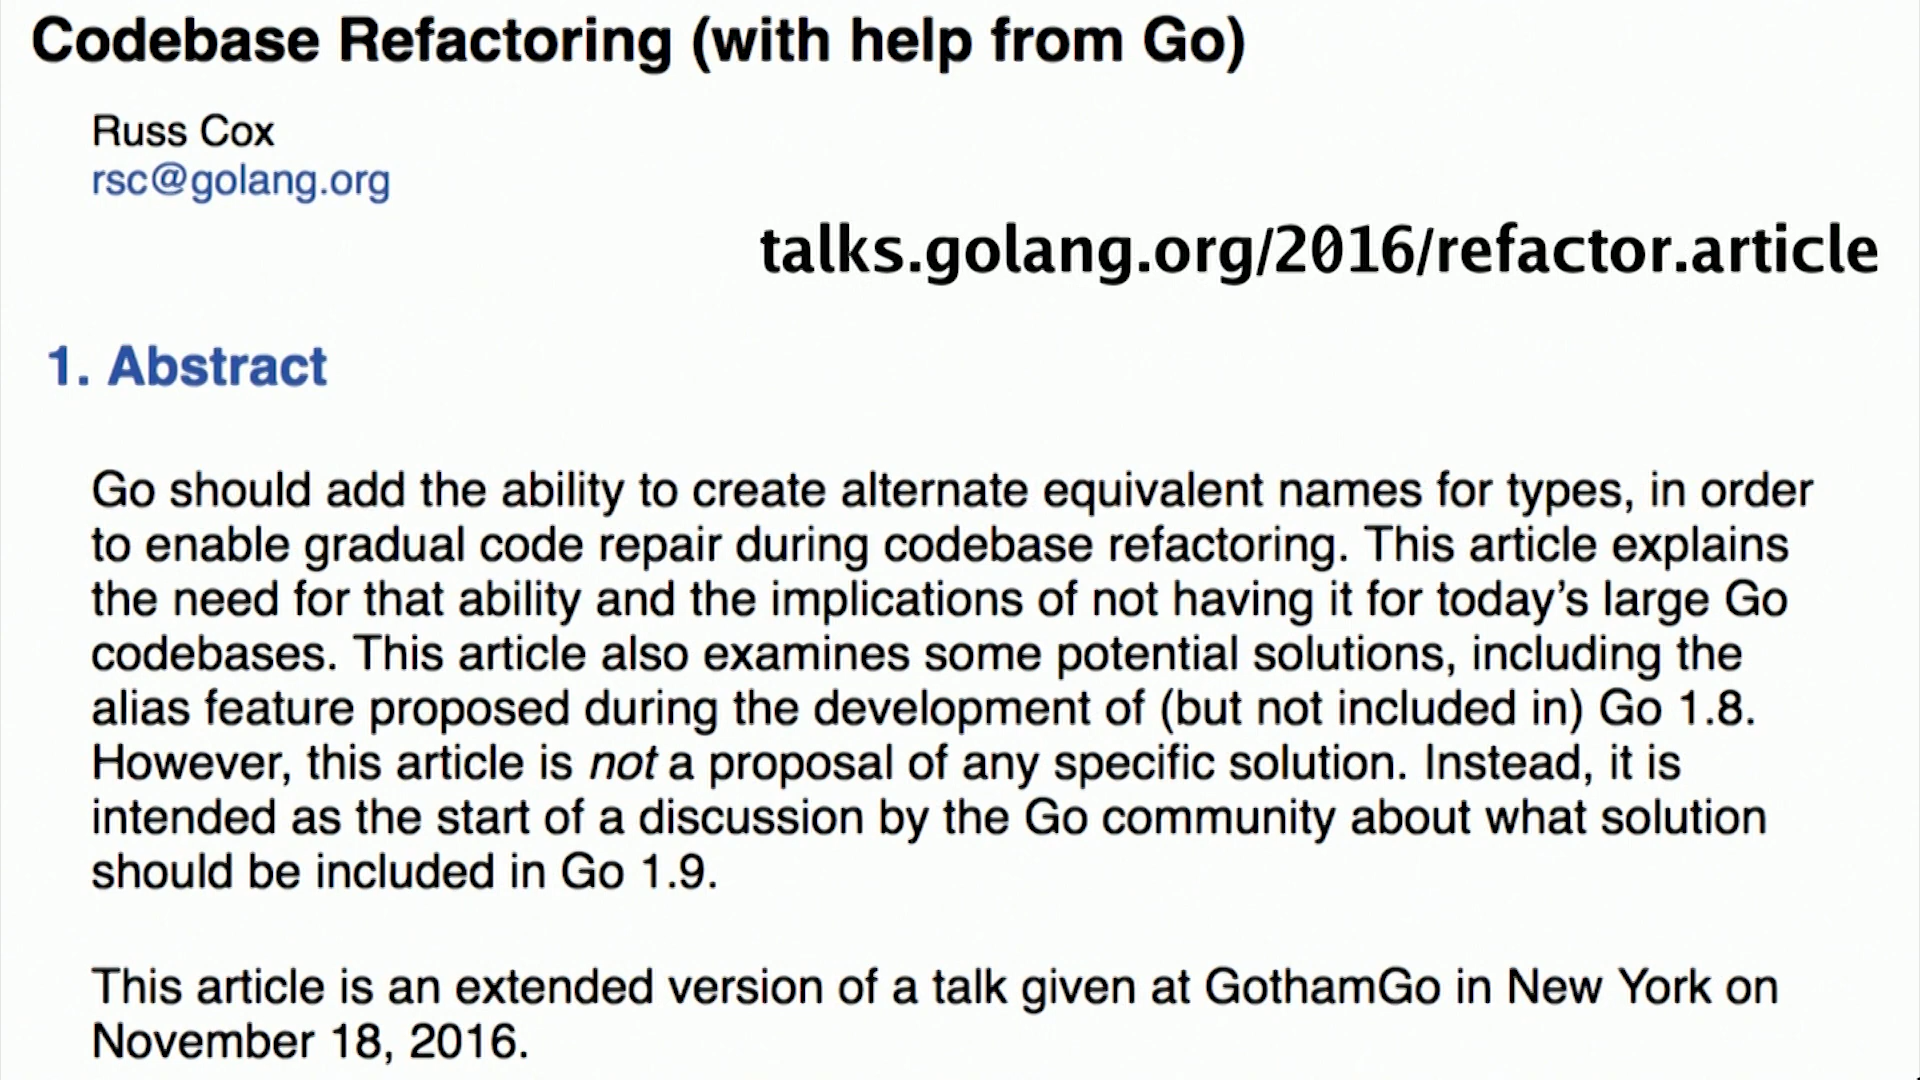 Codebase Refactoring (with help from Go)
Russ Cox
rsc@golang.org
talks.golang.org/2016/refactor.article
1. Abstract
Go should add the ability to create alternate equivalent names for types, in order
to enable gradual code repair during codebase refactoring. This article explains
the need for that ability and the implications of not having it for today’s large Go
codebases. This article also examines some potential solutions, including the
alias feature proposed during the development of (but not included in) Go 1.8.
However, this article is not a proposal of any specific solution. Instead, it is
intended as the start of a discussion by the Go community about what solution
should be included in Go 1.9.
This article is an extended version of a talk given at GothamGo in New York on
November 18, 2016.